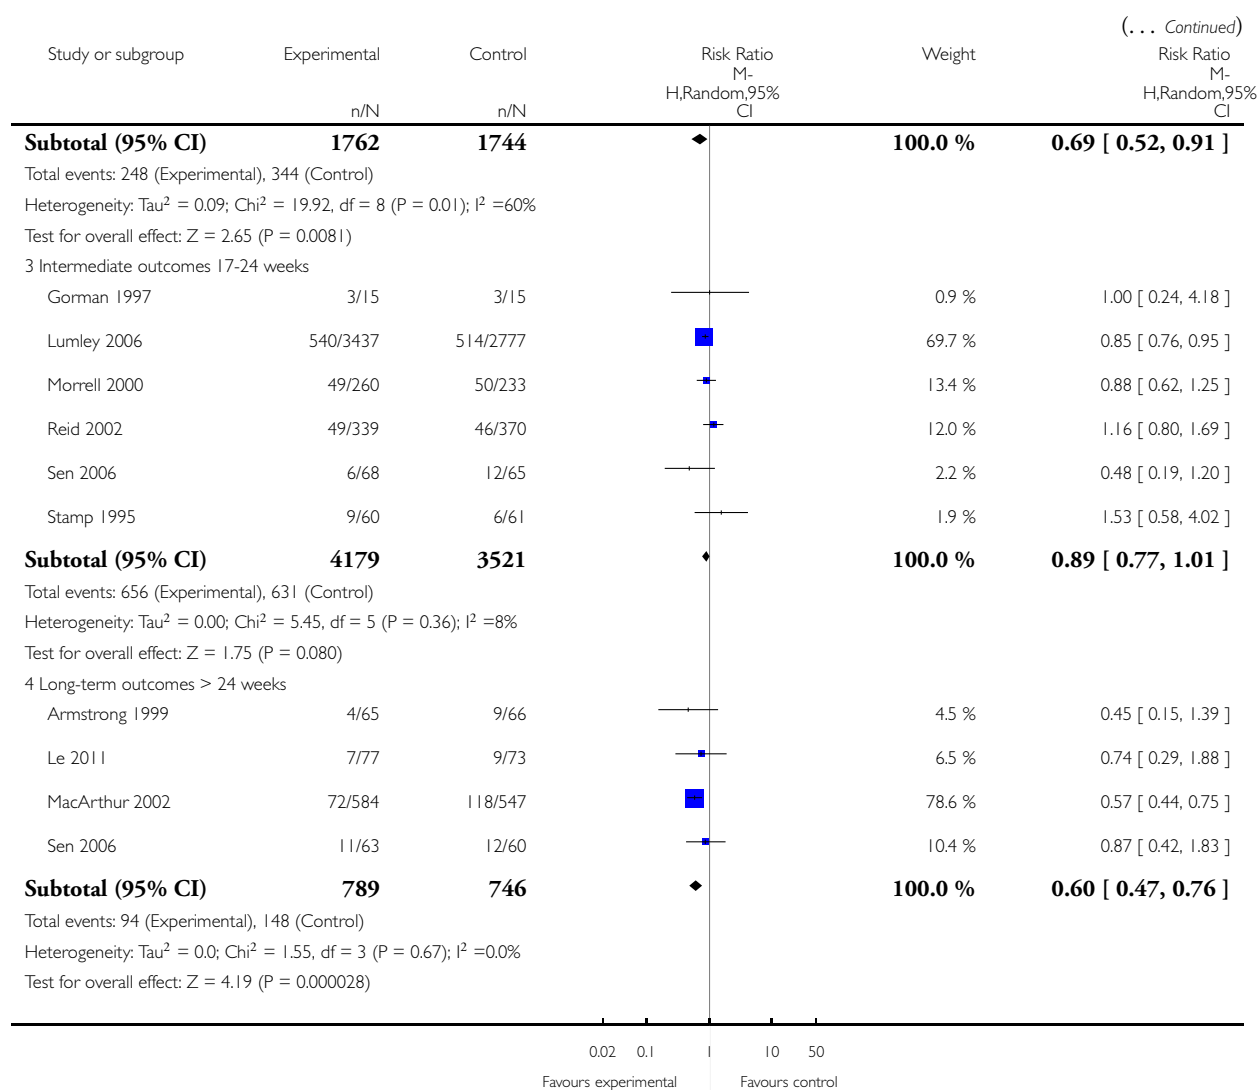 (... Continued)
Study or subgroup Experimental Control Risk Ratio Weight Risk Ratio
M- M-
H,Random,95% H,Random,95%
n/N n/N CI CI
Subtotal (95% CI) 1762 1744 100.0 % 0.69 [ 0.52, 0.91 ]
Total events: 248 (Experimental), 344 (Control)
Heterogeneity: Tau² = 0.09; Chi² = 19.92, df = 8 (P = 0.01); I² =60%
Test for overall effect: Z = 2.65 (P = 0.0081)
3 Intermediate outcomes 17-24 weeks
Gorman 1997 3/15 3/15 0.9 % 1.00 [ 0.24, 4.18 ]
Lumley 2006 540/3437 514/2777 69.7 % 0.85 [ 0.76, 0.95 ]
Morrell 2000 49/260 50/233 13.4 % 0.88 [ 0.62, 1.25 ]
Reid 2002 49/339 46/370 12.0 % 1.16 [ 0.80, 1.69 ]
Sen 2006 6/68 12/65 2.2 % 0.48 [ 0.19, 1.20 ]
Stamp 1995 9/60 6/61 1.9 % 1.53 [ 0.58, 4.02 ]
Subtotal (95% CI) 4179 3521 100.0 % 0.89 [ 0.77, 1.01 ]
Total events: 656 (Experimental), 631 (Control)
Heterogeneity: Tau² = 0.00; Chi² = 5.45, df = 5 (P = 0.36); I² =8%
Test for overall effect: Z = 1.75 (P = 0.080)
4 Long-term outcomes > 24 weeks
Armstrong 1999 4/65 9/66 4.5 % 0.45 [ 0.15, 1.39 ]
Le 2011 7/77 9/73 6.5 % 0.74 [ 0.29, 1.88 ]
MacArthur 2002 72/584 118/547 78.6 % 0.57 [ 0.44, 0.75 ]
Sen 2006 11/63 12/60 10.4 % 0.87 [ 0.42, 1.83 ]
Subtotal (95% CI) 789 746 100.0 % 0.60 [ 0.47, 0.76 ]
Total events: 94 (Experimental), 148 (Control)
Heterogeneity: Tau² = 0.0; Chi² = 1.55, df = 3 (P = 0.67); I² =0.0%
Test for overall effect: Z = 4.19 (P = 0.000028)
0.02 0.1 1 10 50
Favours experimental Favours control